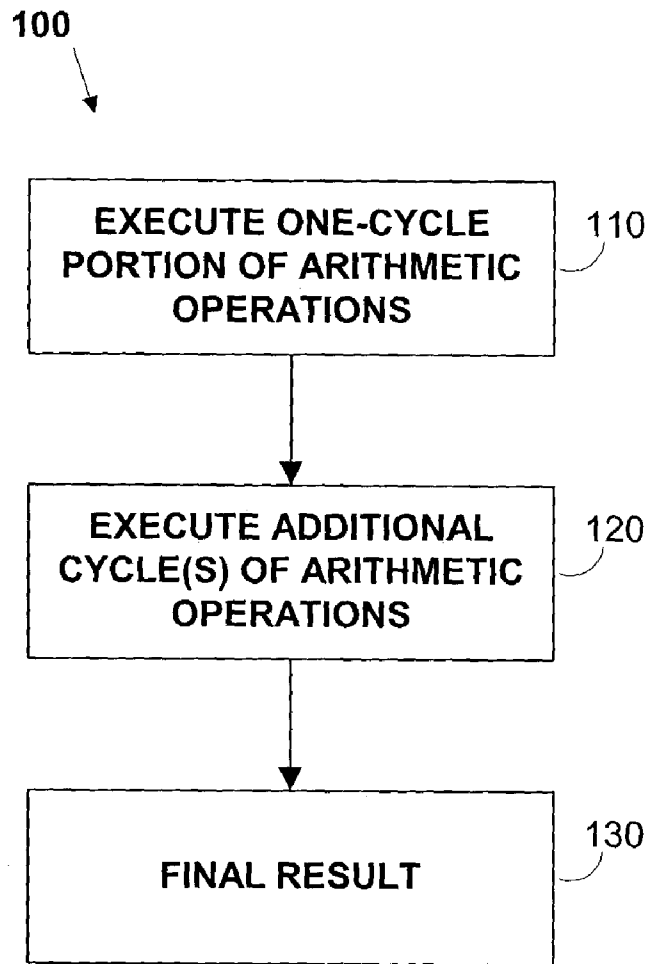 100
EXECUTE ONE-CYCLE
PORTION OF ARITHMETIC
OPERATIONS
110
EXECUTE ADDITIONAL
CYCLE(S) OF ARITHMETIC
OPERATIONS
120
FINAL RESULT
130